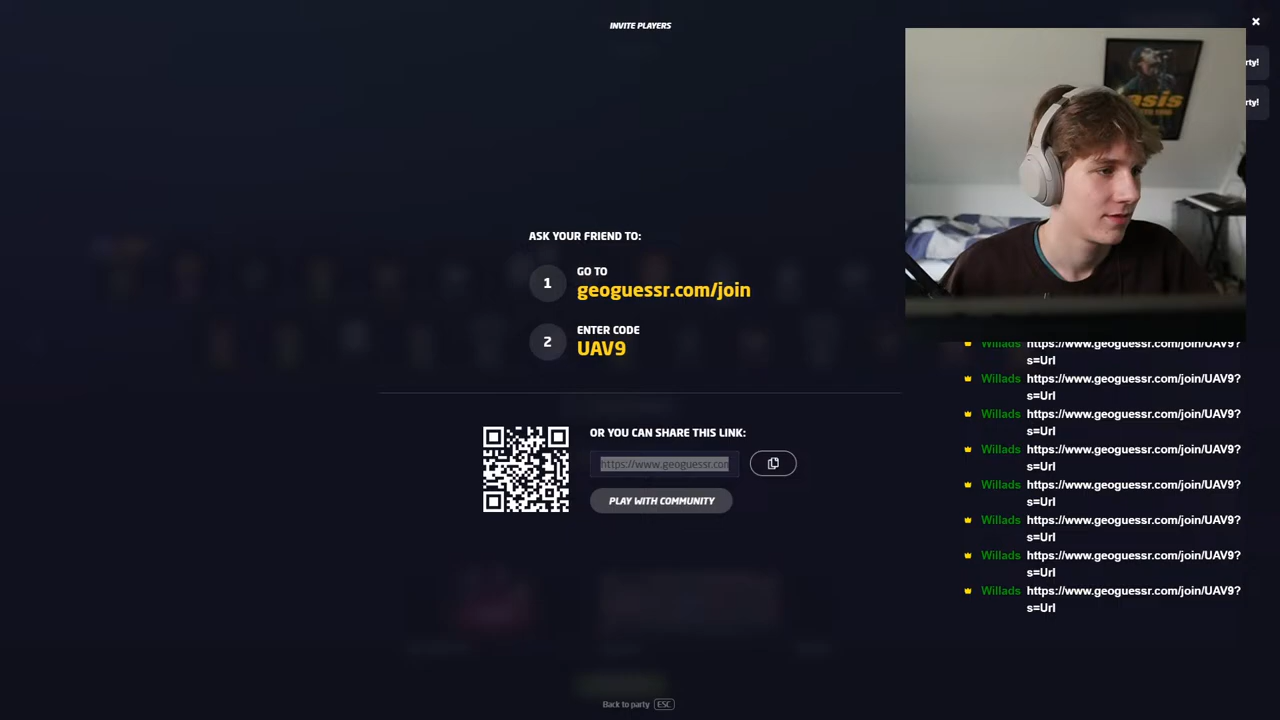 INVITE PLAYERS
rty!
rty!
asis
ASK YOUR FRIEND TO:
1
GO TO
geoguessr.com/join
2
ENTER CODE
UAV9
OR YOU CAN SHARE THIS LINK:
https://www.geoguessr.com
PLAY WITH COMMUNITY
Willads https://www.geoguessr.com/join/UAV9?
s=Url
Willads https://www.geoguessr.com/join/UAV9?
s=Url
Willads https://www.geoguessr.com/join/UAV9?
s=Url
Willads https://www.geoguessr.com/join/UAV9?
s=Url
Willads https://www.geoguessr.com/join/UAV9?
s=Url
Willads https://www.geoguessr.com/join/UAV9?
s=Url
Willads https://www.geoguessr.com/join/UAV9?
s=Url
Willads https://www.geoguessr.com/join/UAV9?
s=Url
Back to party ESC